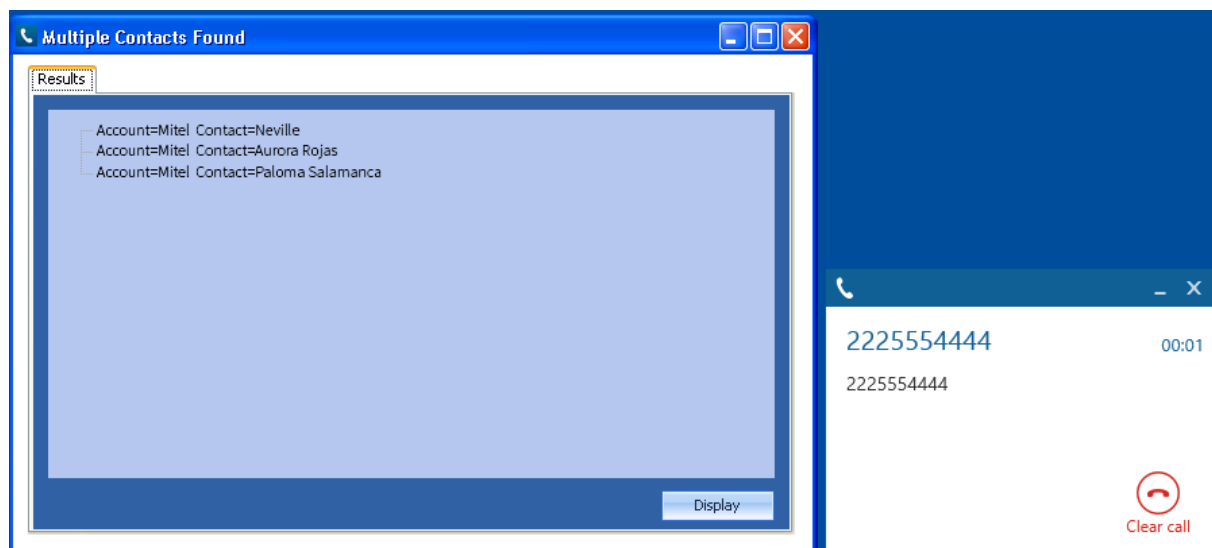 Multiple Contacts Found
Results
Account=Mitel Contact=Neville
Account=Mitel Contact=Aurora Rojas
Account=Mitel Contact=Paloma Salamanca
Display
2225554444
00:01
2225554444
Clear call